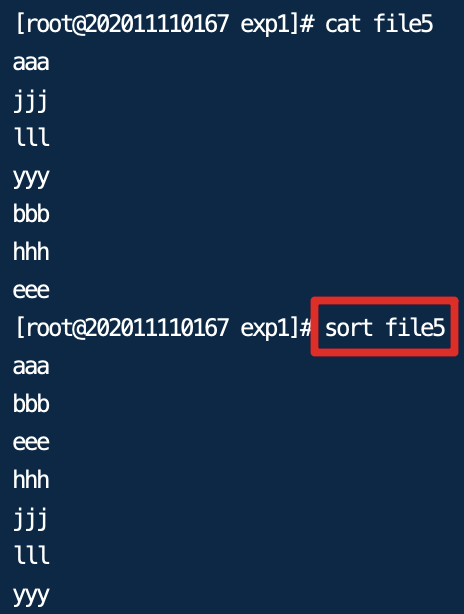 [root@202011110167 exp1]# cat file5
aaa
jjj
lll
yyy
bbb
hhh
eee
[root@202011110167 exp1]# sort file5
aaa
bbb
eee
hhh
jjj
lll
yyy